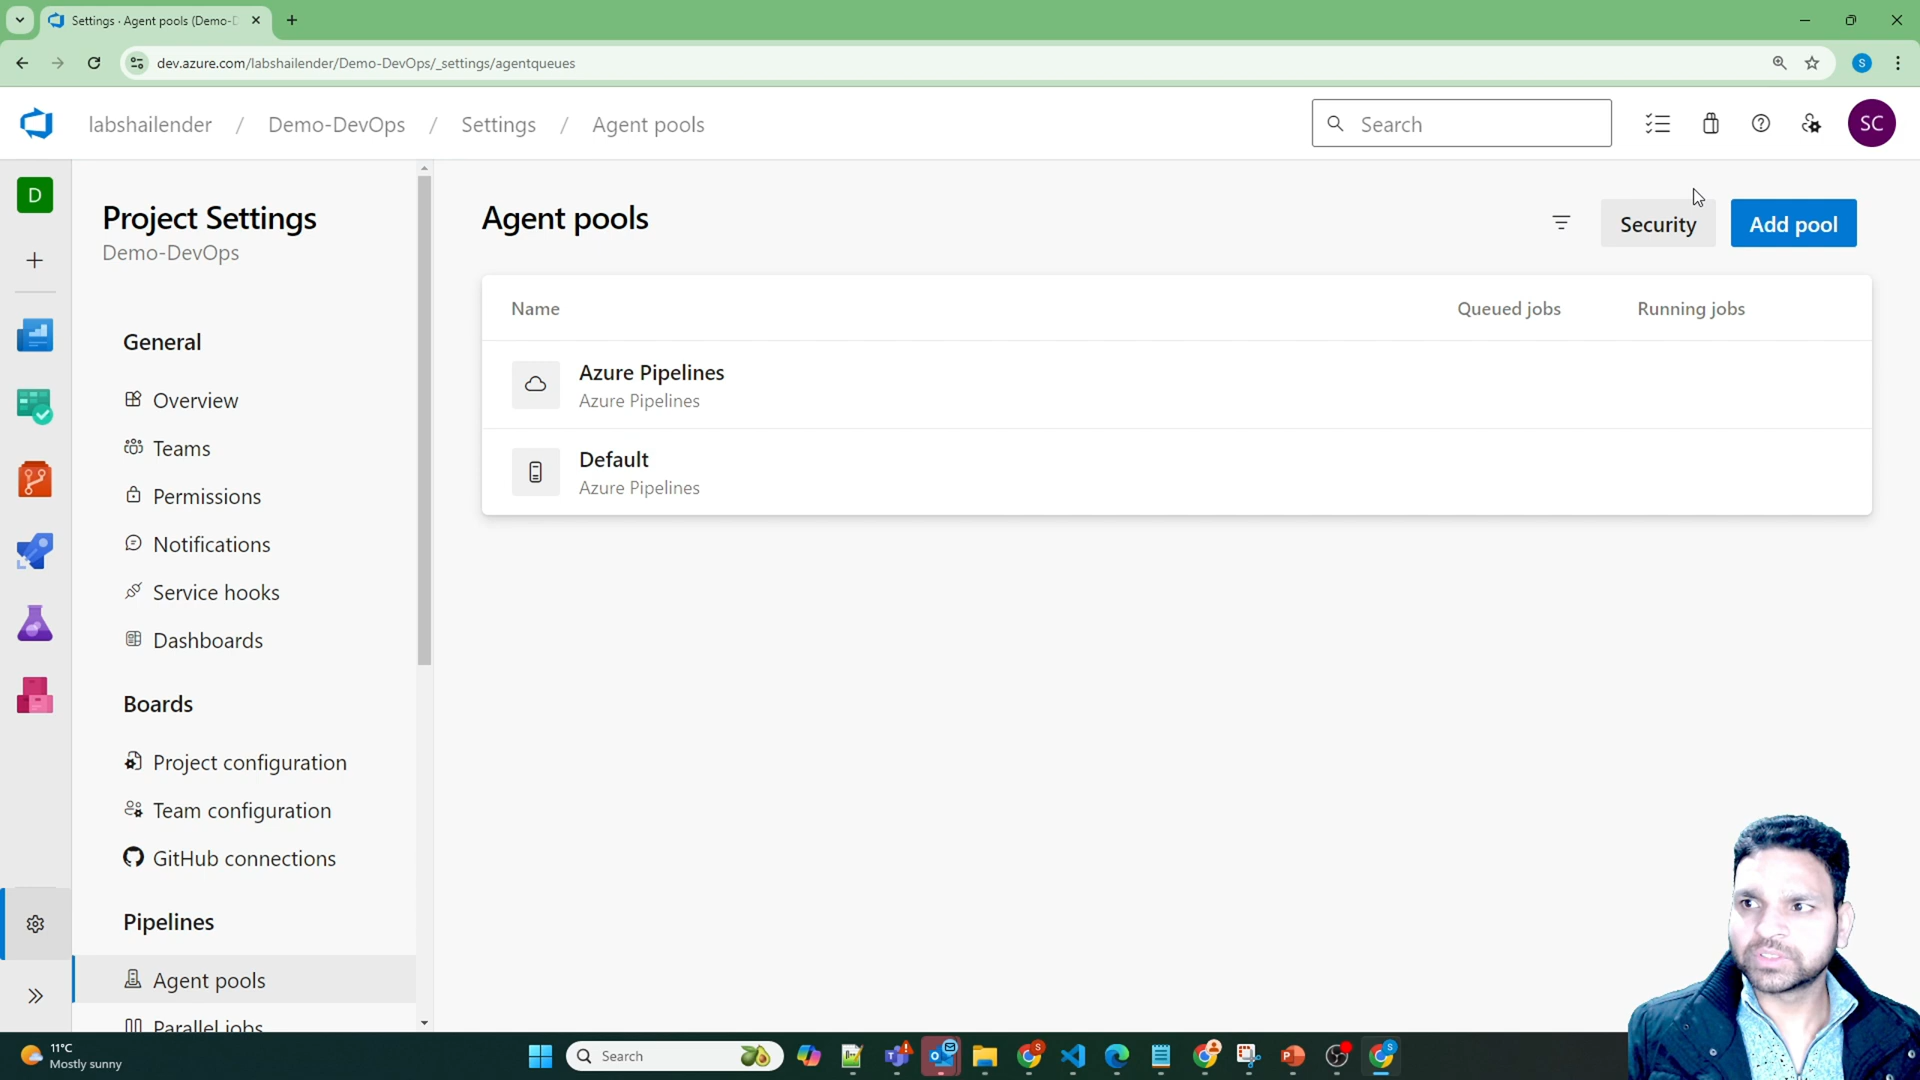 Settings · Agent pools (Demo-D
dev.azure.com/labshailender/Demo-DevOps/_settings/agentqueues
S
labshailender / Demo-DevOps / Settings / Agent pools
Search
SC
D
Project Settings
Demo-DevOps
General
Overview
Teams
Permissions
Notifications
Service hooks
Dashboards
Boards
Project configuration
Team configuration
GitHub connections
Pipelines
Agent pools
Parallel jobs
Agent pools
Security
Add pool
Name
Queued jobs
Running jobs
Azure Pipelines
Azure Pipelines
Default
Azure Pipelines
11°C
Mostly sunny
Search